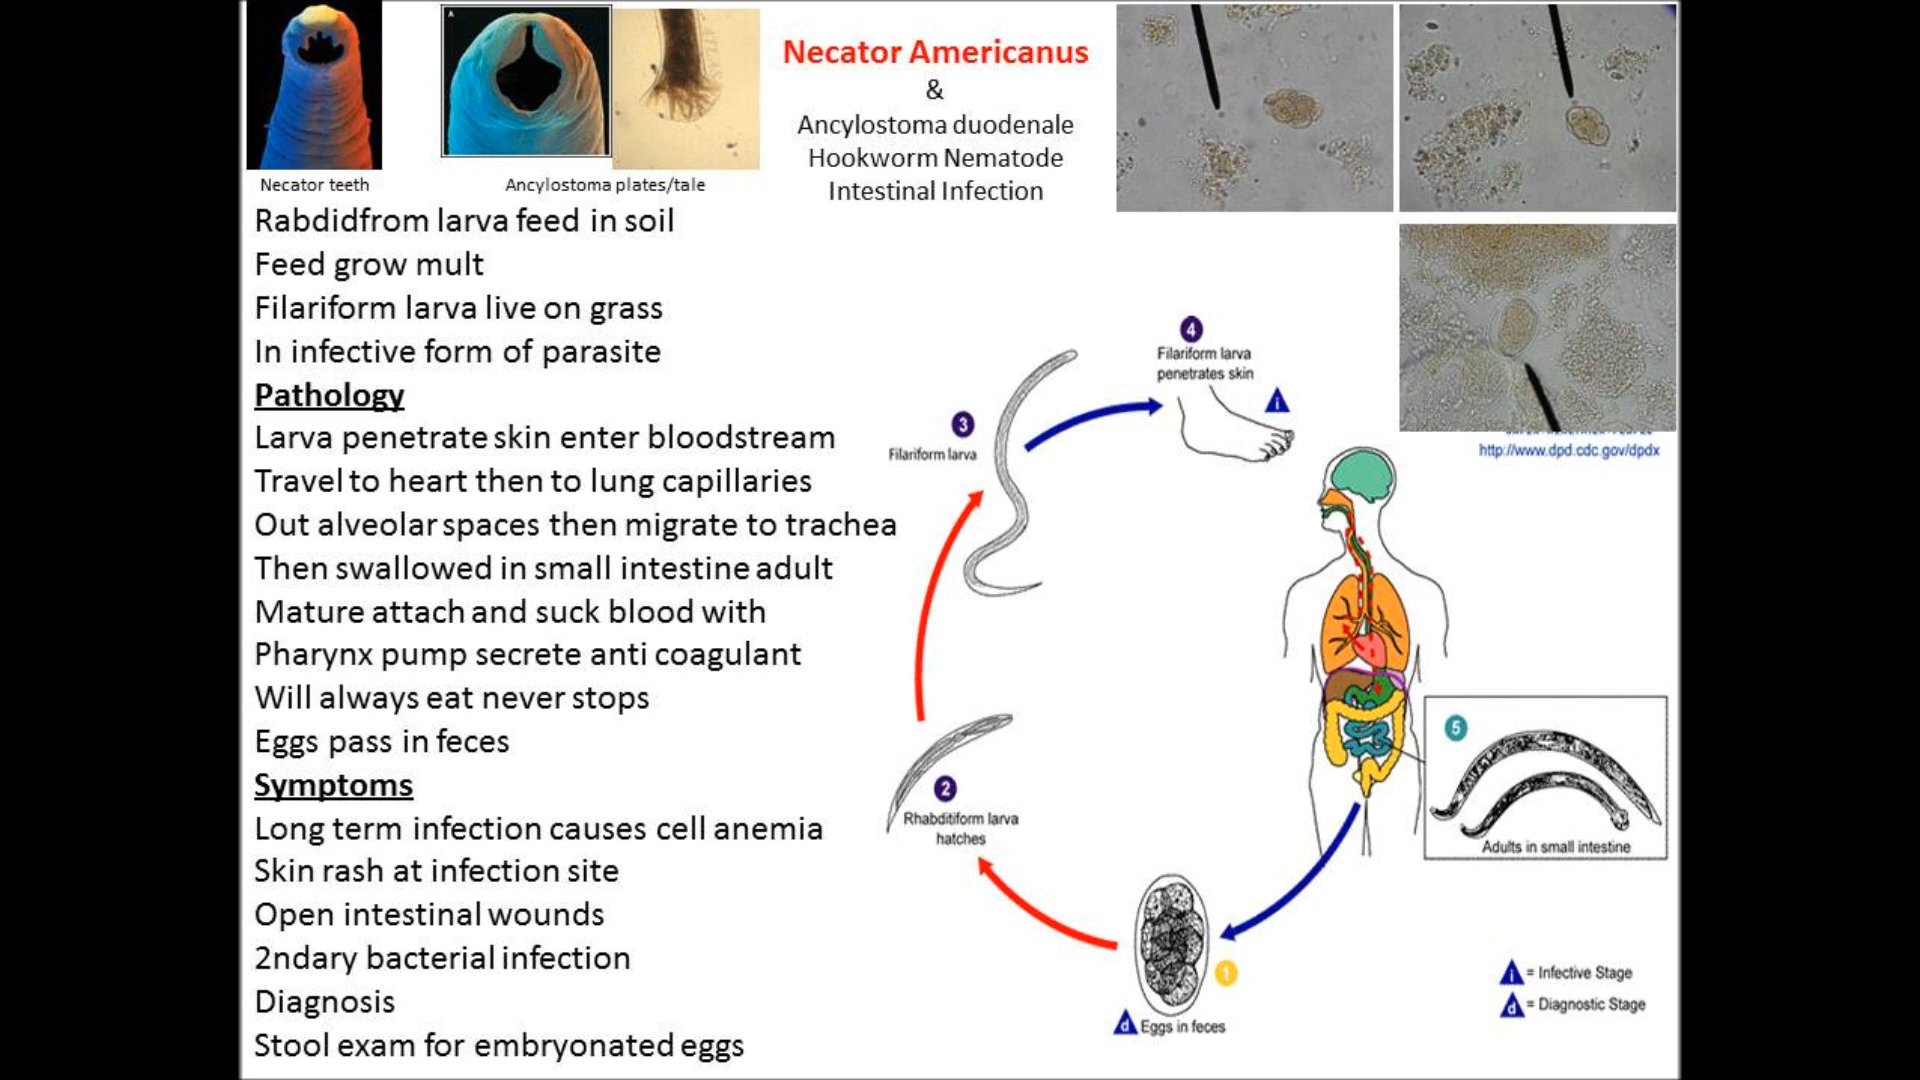 A
Necator teeth
Ancylostoma plates/tale
Necator Americanus
&
Ancylostoma duodenale
Hookworm Nematode
Intestinal Infection
Rabdidfrom larva feed in soil
Feed grow mult
Filariform larva live on grass
In infective form of parasite
Pathology
Larva penetrate skin enter bloodstream
Travel to heart then to lung capillaries
Out alveolar spaces then migrate to trachea
Then swallowed in small intestine adult
Mature attach and suck blood with
Pharynx pump secrete anti coagulant
Will always eat never stops
Eggs pass in feces
Symptoms
Long term infection causes cell anemia
Skin rash at infection site
Open intestinal wounds
2ndary bacterial infection
Diagnosis
Stool exam for embryonated eggs
http://www.dpd.cdc.gov/dpdx
4
Filariform larva
penetrates skin
i
3
Filariform larva
2
Rhabditiform larva
hatches
5
Adults in small intestine
1
d Eggs in feces
i = Infective Stage
d = Diagnostic Stage